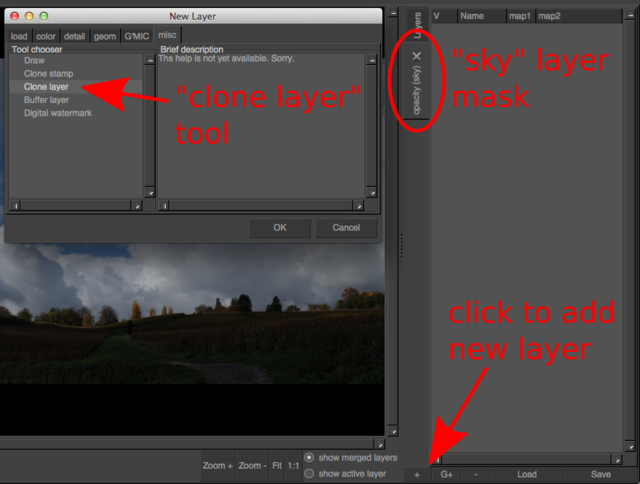 New Layer
load color detail geom G'MIC misc
Tool chooser
Draw
Clone stamp
Clone layer
Buffer layer
Digital watermark
Brief description
Ths help is not yet available. Sorry.
OK Cancel
"clone layer"
tool
Layers
opacity (sky)
V Name map1 map2
"sky" layer
mask
click to add
new layer
Zoom + Zoom - Fit 1:1
show merged layers
show active layer
+ G+ - Load Save